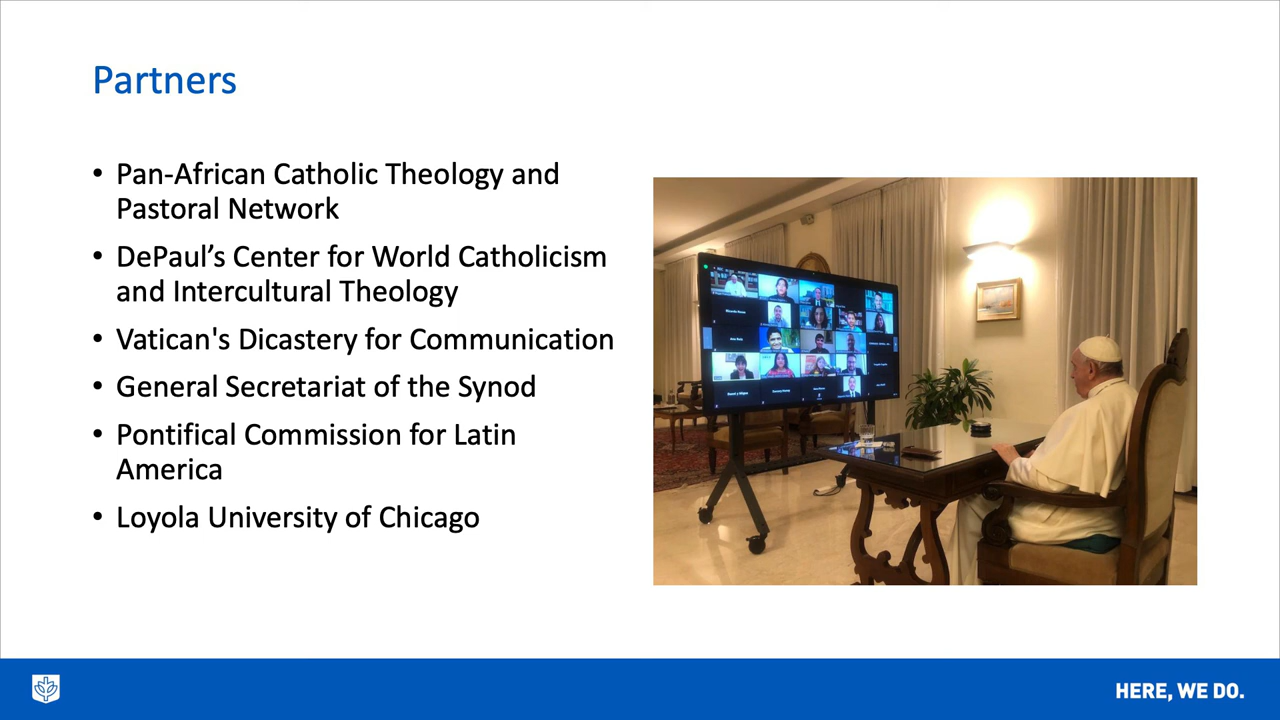 Partners
• Pan-African Catholic Theology and
Pastoral Network
• DePaul’s Center for World Catholicism
and Intercultural Theology
• Vatican's Dicastery for Communication
• General Secretariat of the Synod
• Pontifical Commission for Latin
America
• Loyola University of Chicago
HERE, WE DO.